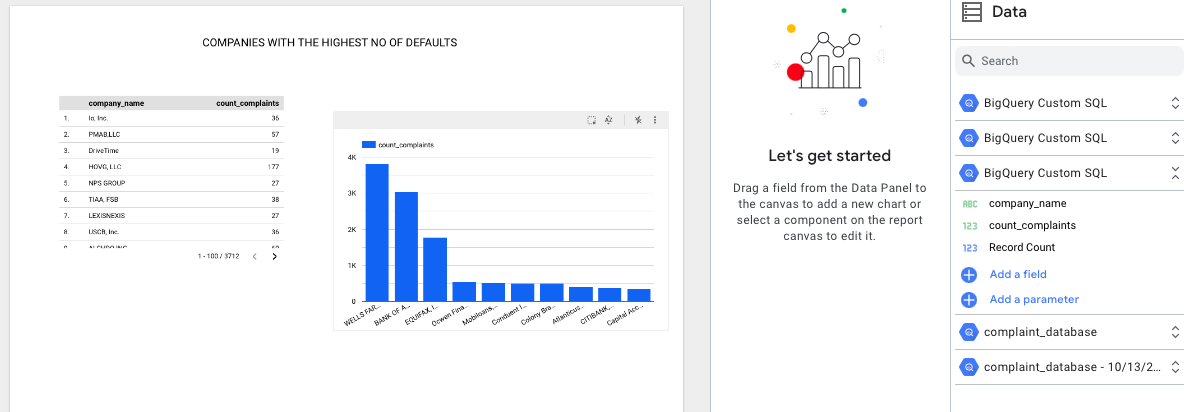 COMPANIES WITH THE HIGHEST NO OF DEFAULTS
company_name count_complaints
1. Io, Inc. 36
2. PMAB,LLC 57
3. DriveTime 19
4. HOVG, LLC 177
5. NPS GROUP 27
6. TIAA, FSB 38
7. LEXISNEXIS 27
8. USCB, Inc. 36
1 - 100 / 3712
count_complaints
4K
3K
2K
1K
0
WELLS FAR...
BANK OF A...
EQUIFAX, I...
Ocwen Fina...
Mobiloans,...
Conduent I...
Colony Bra...
Atlanticus...
CITIBANK,...
Capital Acc...
Let's get started
Drag a field from the Data Panel to
the canvas to add a new chart or
select a component on the report
canvas to edit it.
Data
Search
BigQuery Custom SQL
BigQuery Custom SQL
BigQuery Custom SQL
ABC company_name
123 count_complaints
123 Record Count
Add a field
Add a parameter
complaint_database
complaint_database - 10/13/2...